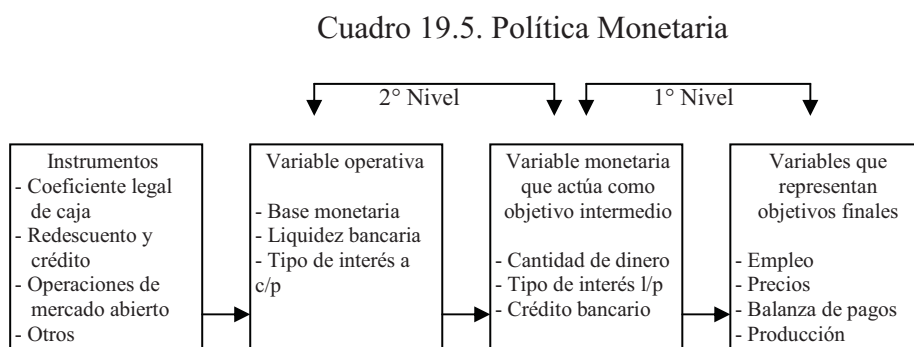 Cuadro 19.5. Política Monetaria
2° Nivel
1° Nivel
Instrumentos
- Coeficiente legal
de caja
- Redescuento y
crédito
- Operaciones de
mercado abierto
- Otros
Variable operativa
- Base monetaria
- Liquidez bancaria
- Tipo de interés a
c/p
Variable monetaria
que actúa como
objetivo intermedio
- Cantidad de dinero
- Tipo de interés l/p
- Crédito bancario
Variables que
representan
objetivos finales
- Empleo
- Precios
- Balanza de pagos
- Producción